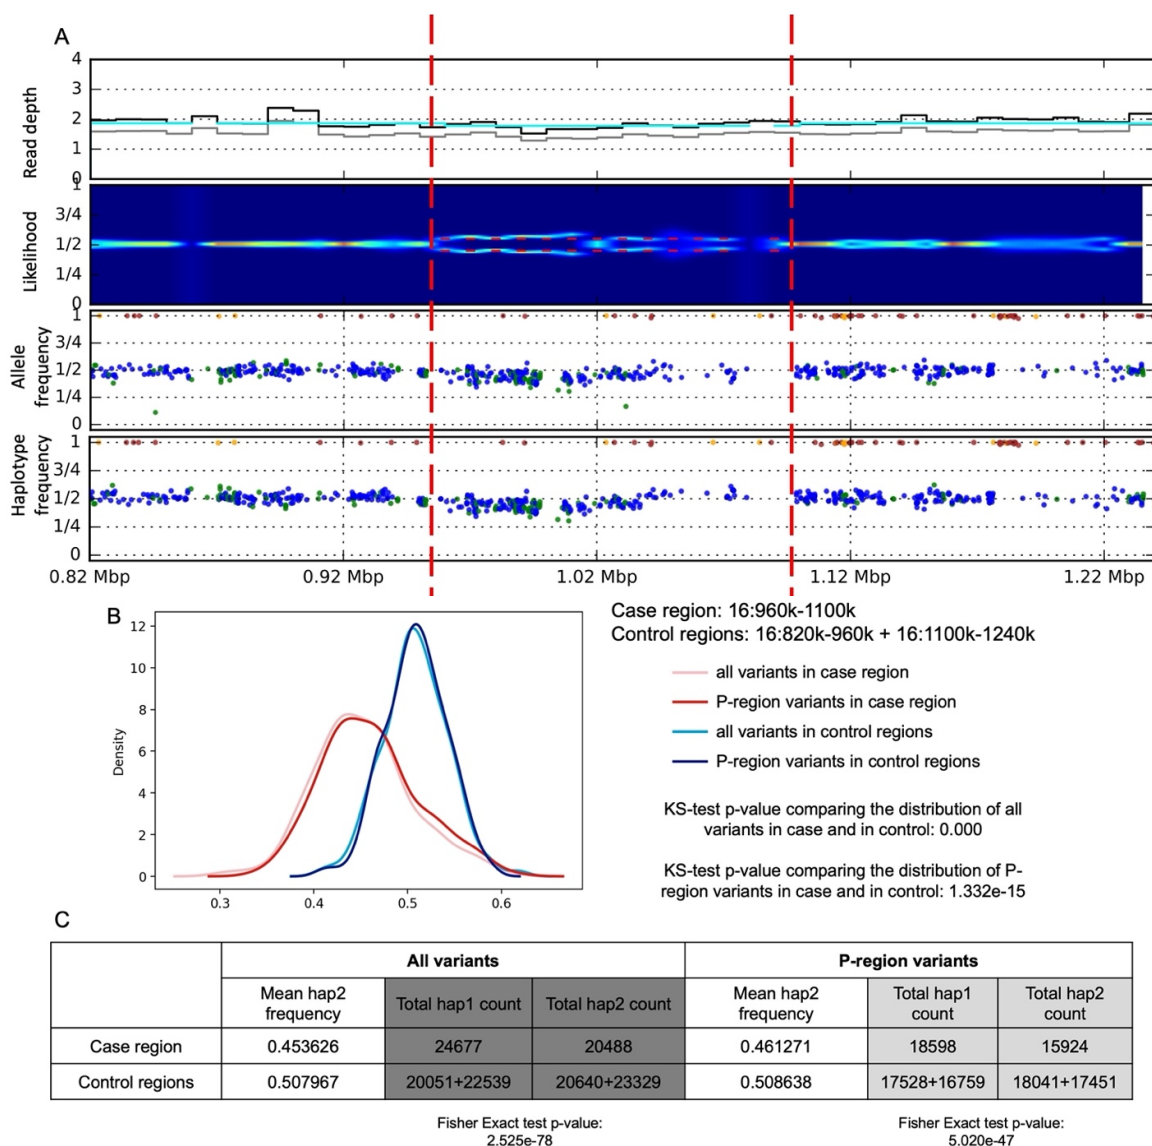 A
4
3
2
1
0
Read depth
1
3/4
1/2
1/4
0
Likelihood
1
3/4
1/2
1/4
0
Allele
frequency
1
3/4
1/2
1/4
0
Haplotype
frequency
0.82 Mbp
0.92 Mbp
1.02 Mbp
1.12 Mbp
1.22 Mbp
B
12
10
8
6
4
2
0
Density
0.3
0.4
0.5
0.6
Case region: 16:960k-1100k
Control regions: 16:820k-960k + 16:1100k-1240k
all variants in case region
P-region variants in case region
all variants in control regions
P-region variants in control regions
KS-test p-value comparing the distribution of all
variants in case and in control: 0.000
KS-test p-value comparing the distribution of P-
region variants in case and in control: 1.332e-15
C
All variants
P-region variants
Mean hap2
frequency
Total hap1 count
Total hap2 count
Mean hap2
frequency
Total hap1
count
Total hap2
count
Case region
0.453626
24677
20488
0.461271
18598
15924
Control regions
0.507967
20051+22539
20640+23329
0.508638
17528+16759
18041+17451
Fisher Exact test p-value:
2.525e-78
Fisher Exact test p-value:
5.020e-47